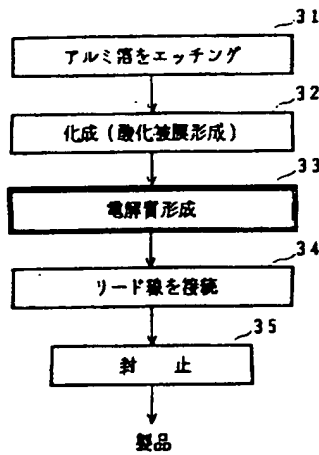 31
アルミ箔をエッチング
32
化成(酸化被膜形成)
33
電解質形成
34
リード線を接続
35
封 止
製品